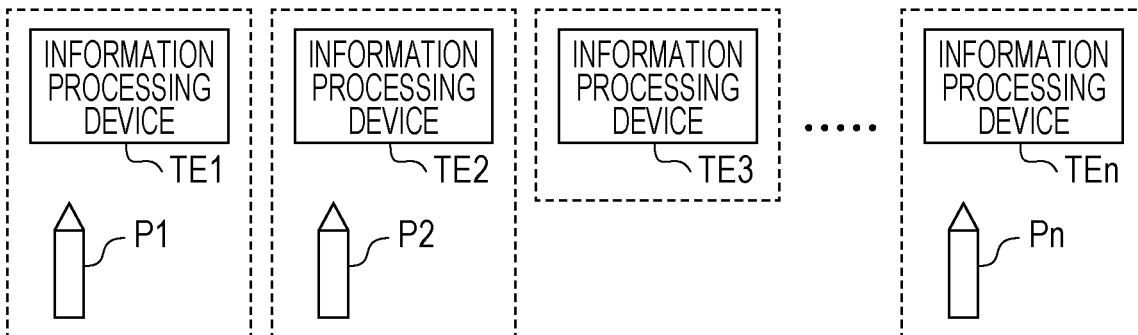 INFORMATION
PROCESSING
DEVICE
TE1
P1
INFORMATION
PROCESSING
DEVICE
TE2
P2
INFORMATION
PROCESSING
DEVICE
TE3
INFORMATION
PROCESSING
DEVICE
TEn
Pn